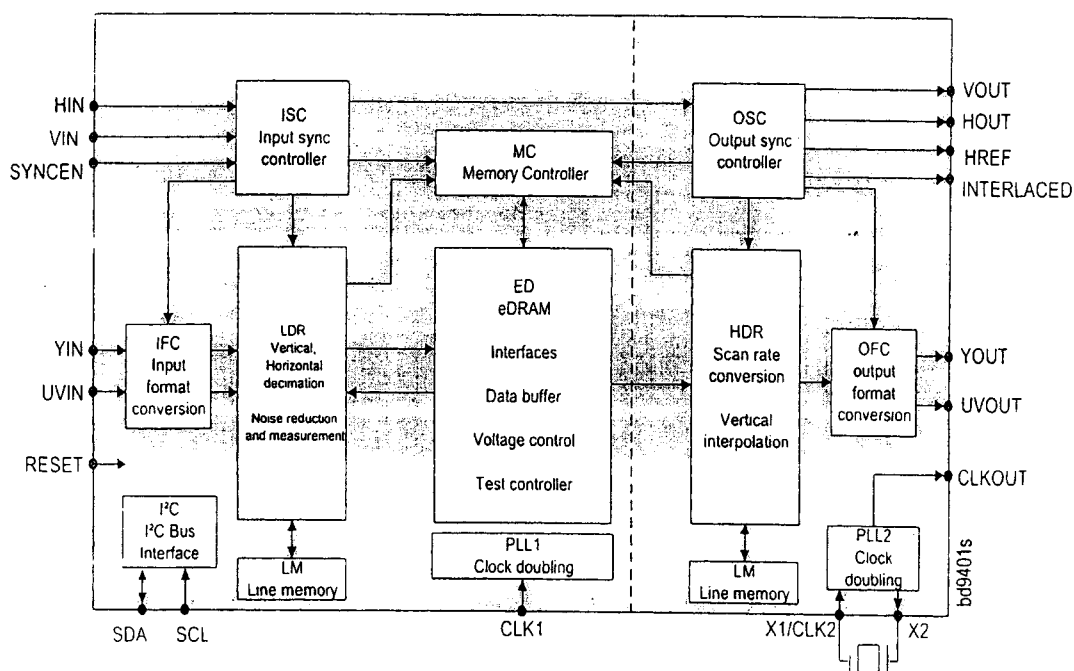 HIN
VIN
SYNCEN
ISC
Input sync
controller
MC
Memory Controller
OSC
Output sync
controller
VOUT
HOUT
HREF
INTERLACED
YIN
UVIN
IFC
Input
format
conversion
LDR
Vertical,
Horizontal
decimation
Noise reduction
and measurement
ED
eDRAM
Interfaces
Data buffer
Voltage control
Test controller
HDR
Scan rate
conversion
Vertical
interpolation
OFC
output
format
conversion
YOUT
UVOUT
RESET
CLKOUT
I²C
I²C Bus
Interface
LM
Line memory
PLL1
Clock doubling
LM
Line memory
PLL2
Clock
doubling
bd9401s
SDA
SCL
CLK1
X1/CLK2
X2